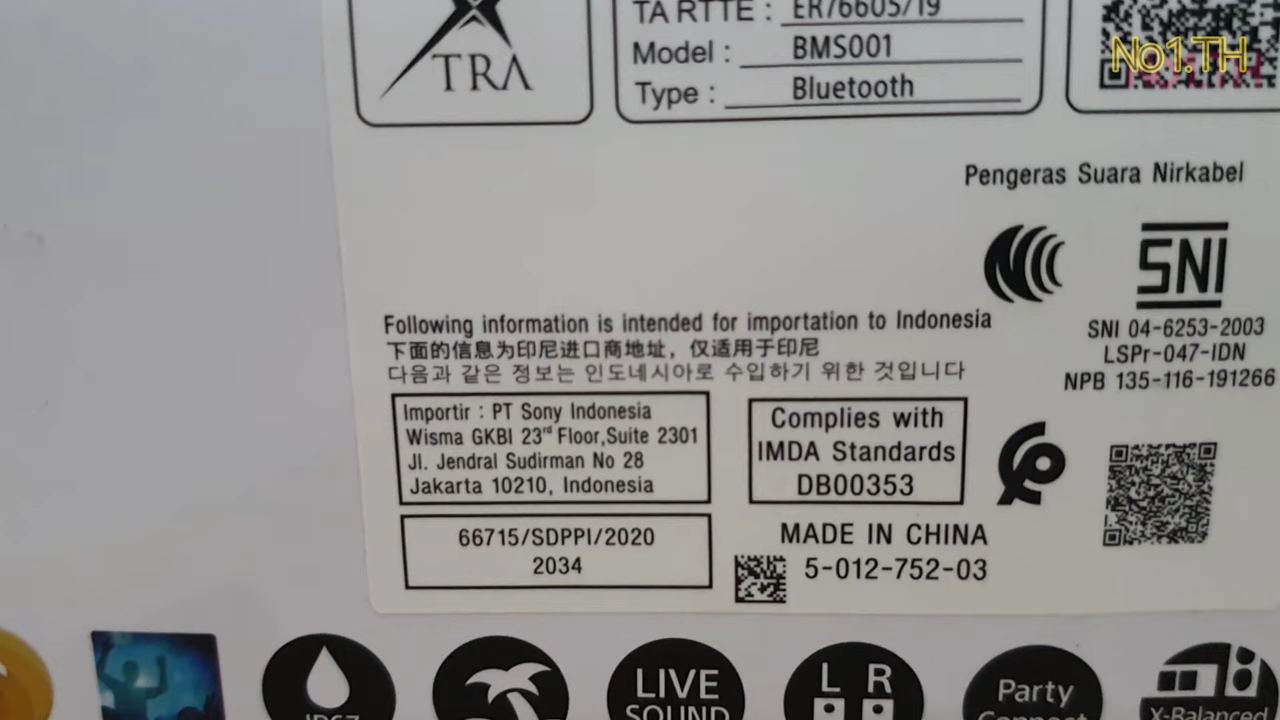 TRA
TA RTTE : ER76605/19
Model : BMS001
Type : Bluetooth
No1.TH
Pengeras Suara Nirkabel
SNI
SNI 04-6253-2003
LSPr-047-IDN
NPB 135-116-191266
Following information is intended for importation to Indonesia
下面的信息为印尼进口商地址，仅适用于印尼
다음과 같은 정보는 인도네시아로 수입하기 위한 것입니다
Importir : PT Sony Indonesia
Wisma GKBI 23rd Floor,Suite 2301
Jl. Jendral Sudirman No 28
Jakarta 10210, Indonesia
Complies with
IMDA Standards
DB00353
66715/SDPPI/2020
2034
MADE IN CHINA
5-012-752-03
IP67
LIVE
SOUND
L R
Party
Connect
X-Balanced